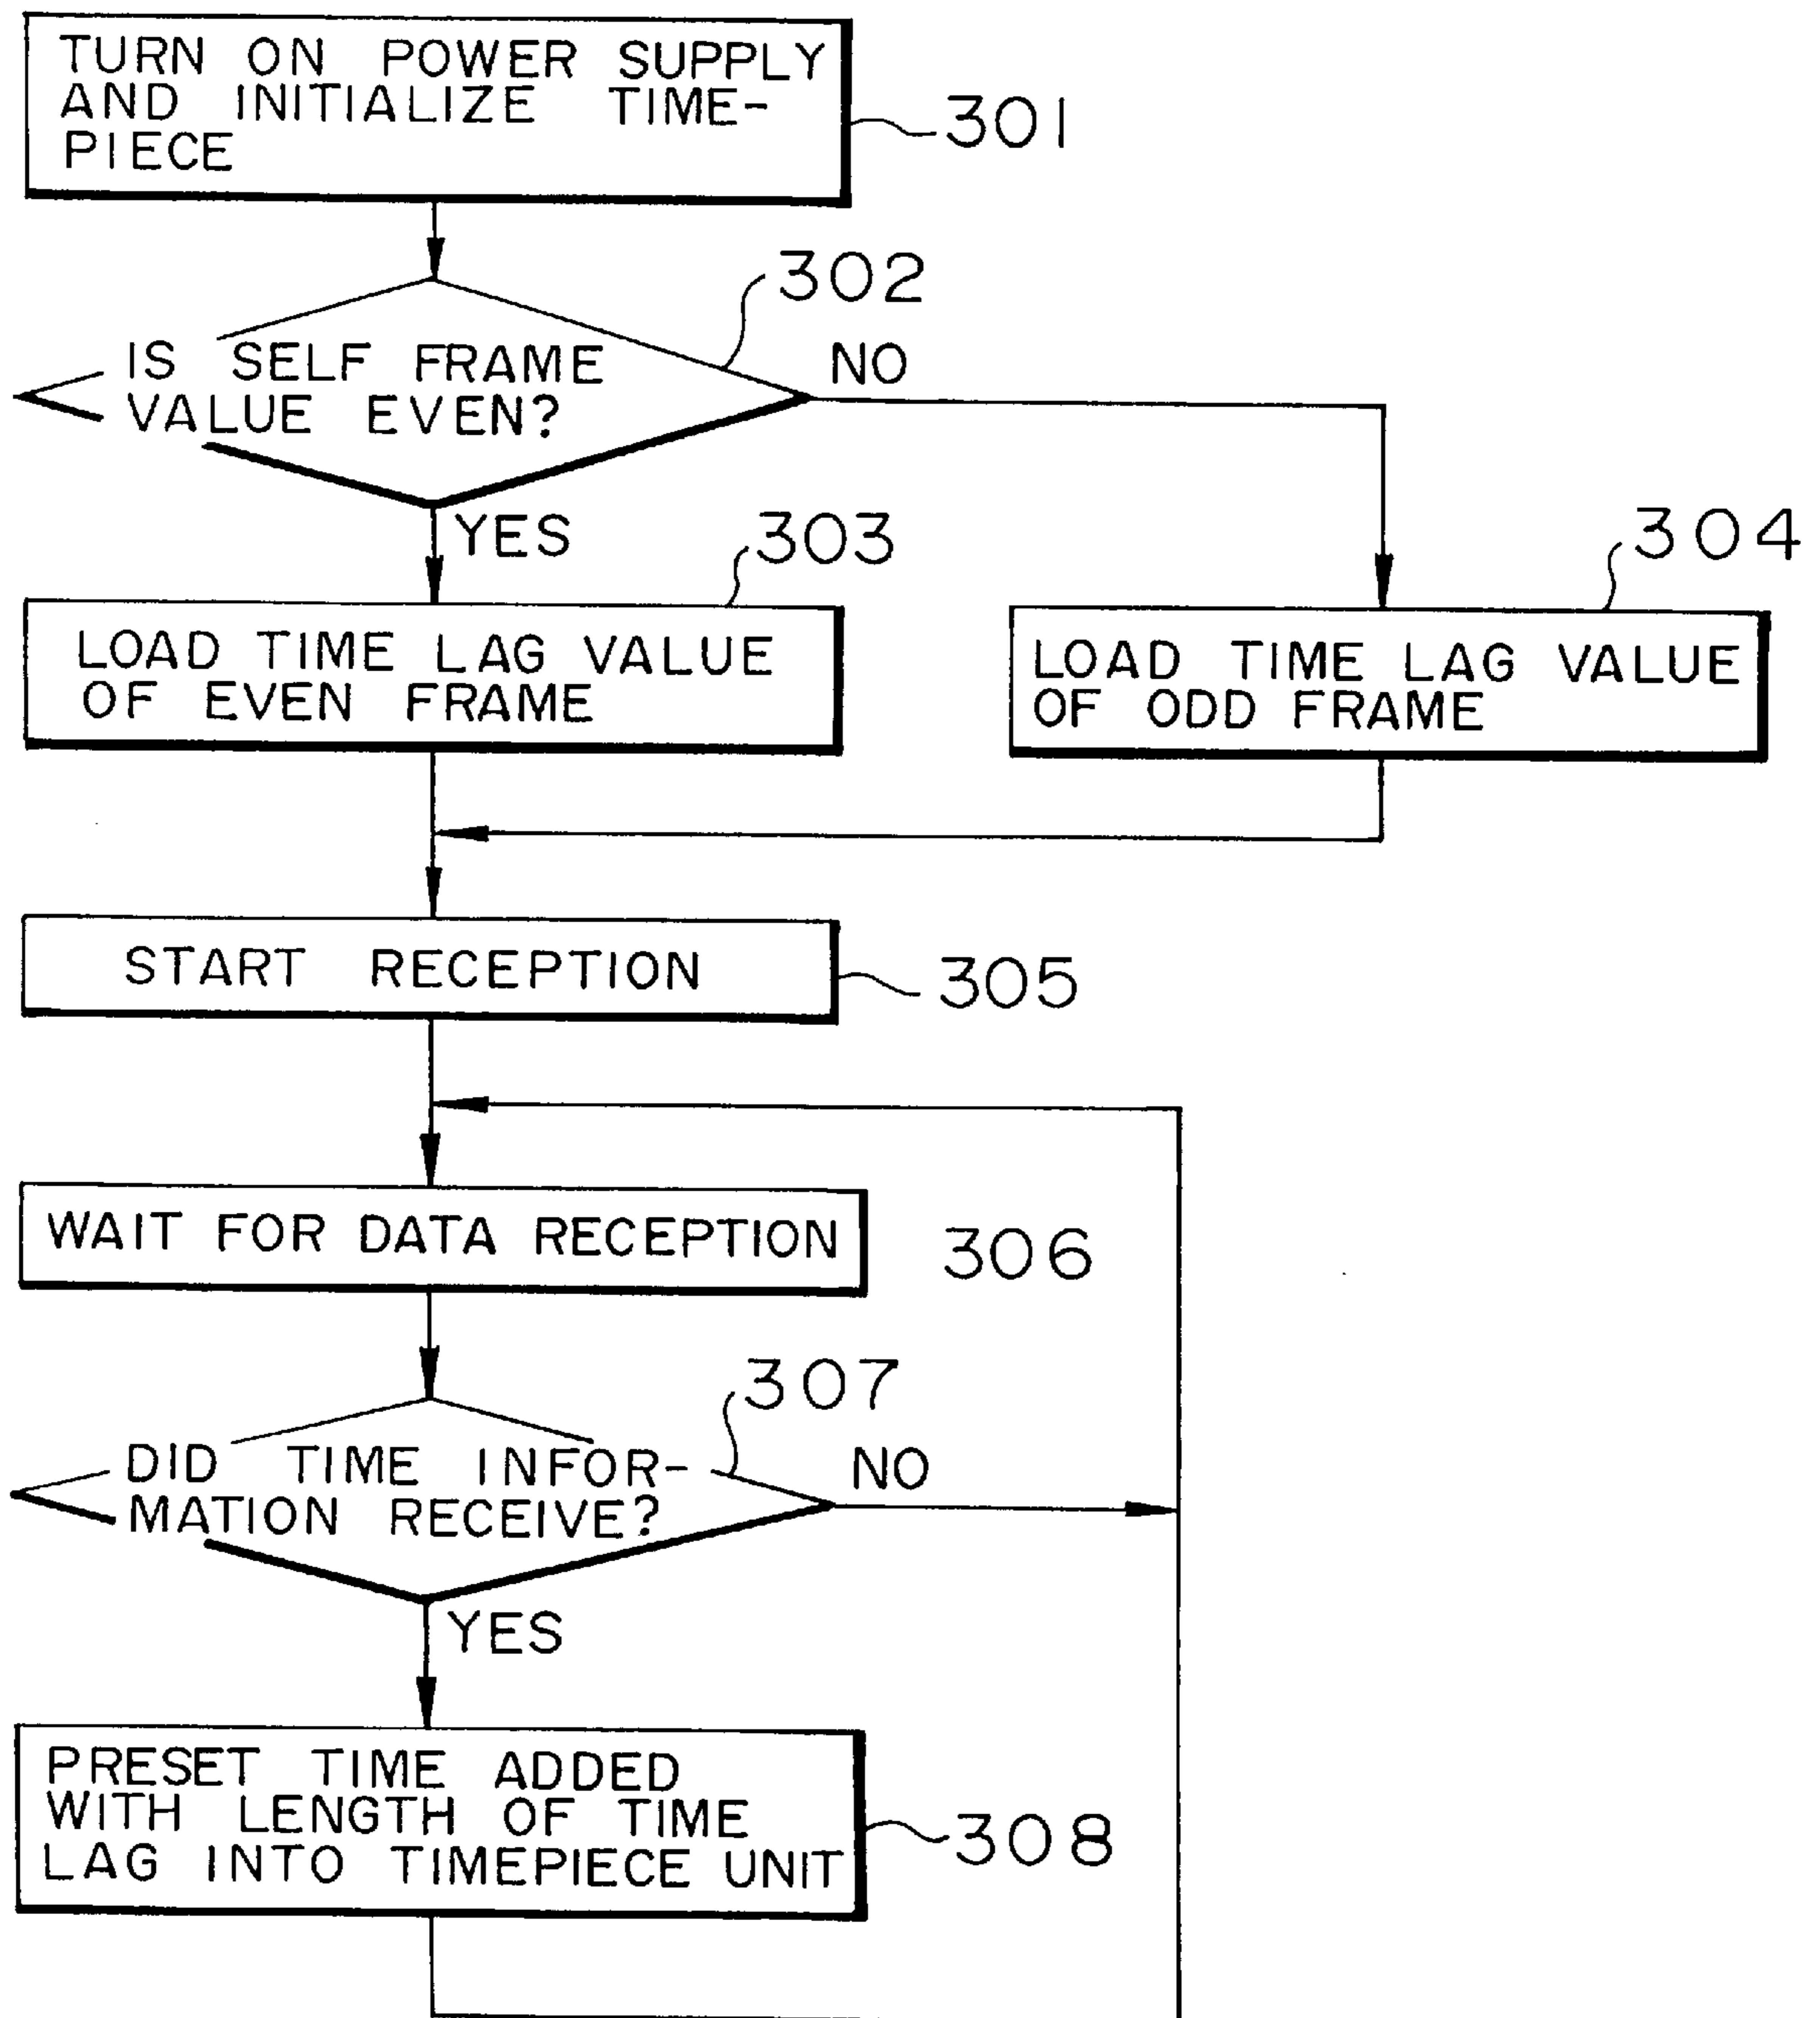 TURN ON POWER SUPPLY
AND INITIALIZE TIME-
PIECE
301
302
IS SELF FRAME
VALUE EVEN?
NO
YES
303
304
LOAD TIME LAG VALUE
OF EVEN FRAME
LOAD TIME LAG VALUE
OF ODD FRAME
START RECEPTION
305
WAIT FOR DATA RECEPTION
306
307
DID TIME INFOR-
MATION RECEIVE?
NO
YES
PRESET TIME ADDED
WITH LENGTH OF TIME
LAG INTO TIMEPIECE UNIT
308